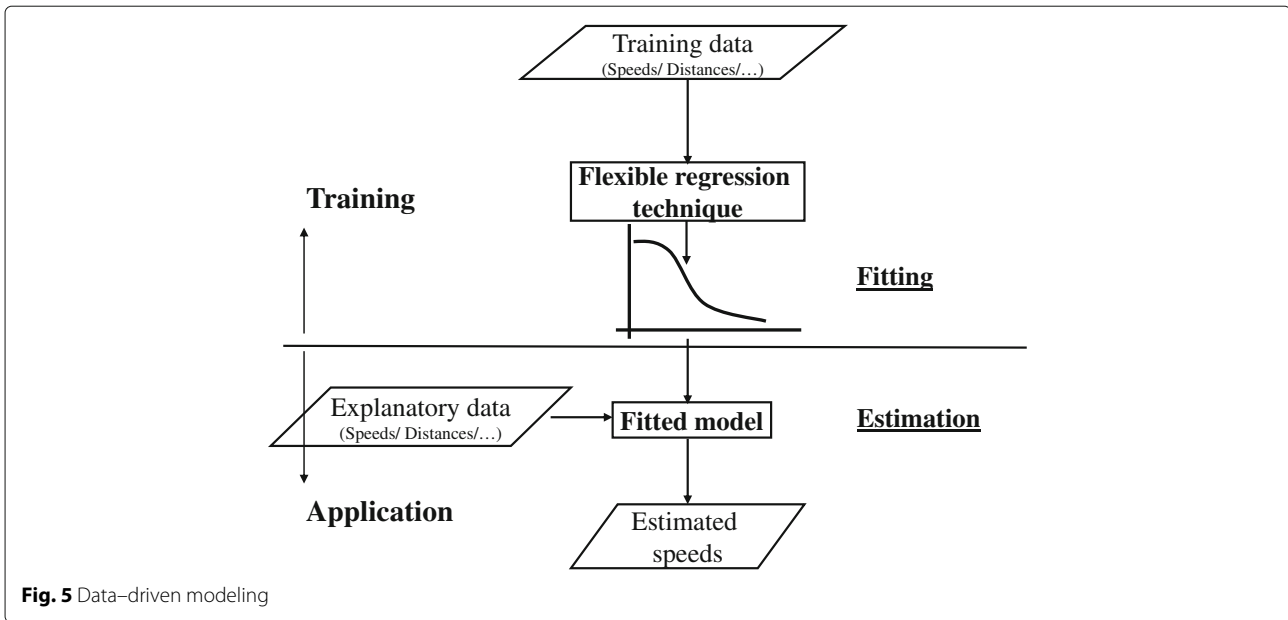 Training data
(Speeds/ Distances/…)
Flexible regression
technique
Training
Fitting
Explanatory data
(Speeds/ Distances/…)
Fitted model
Estimation
Application
Estimated
speeds
Fig. 5 Data–driven modeling